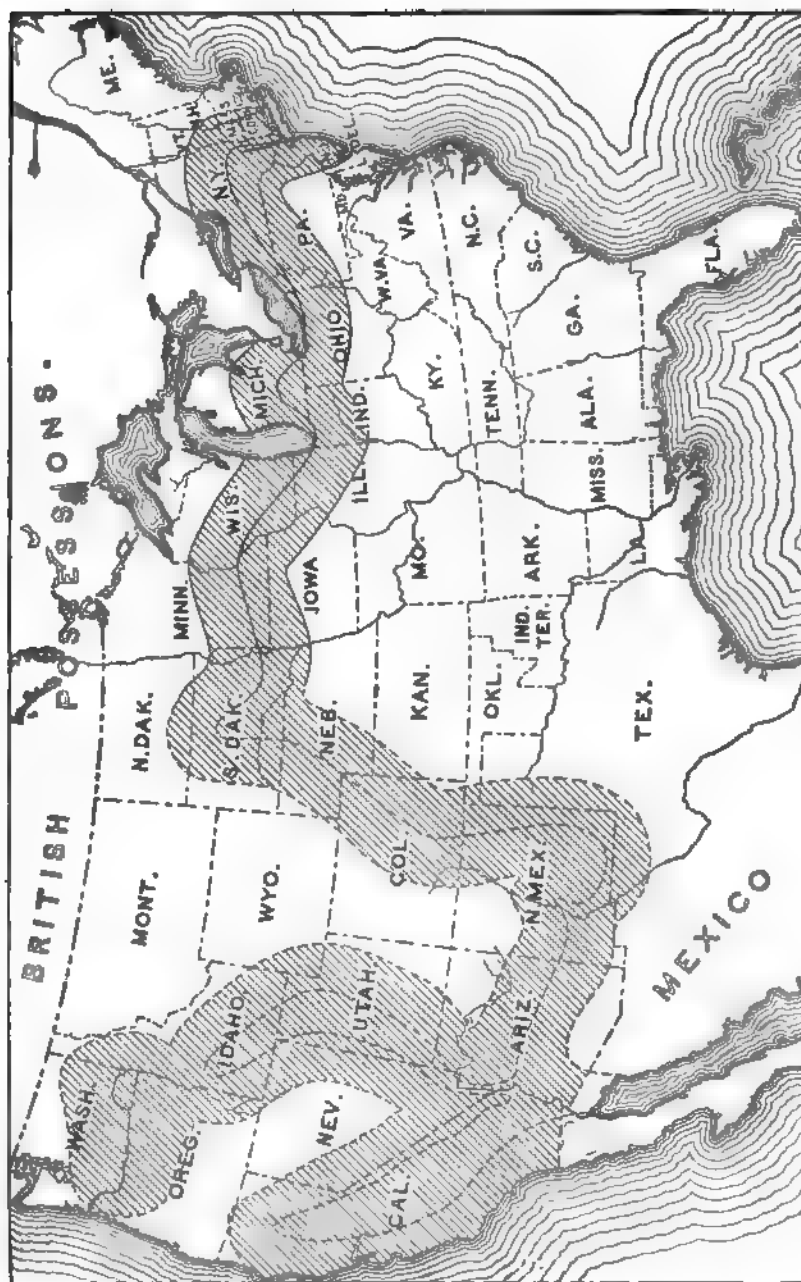 BRITISH POSSESSIONS.
WASH.
OREG.
IDAHO
MONT.
N.DAK.
S.DAK.
MINN
WIS.
MICH.
N.Y.
ME.
WYO.
NEB.
IOWA
ILL.
IND.
OHIO
PA.
DEL
NEV.
UTAH
COL.
KAN.
MO.
KY.
W.VA.
VA.
CAL.
ARIZ.
N.MEX.
OKL.
IND.
TER.
ARK.
TENN.
N.C.
S.C.
TEX.
LA.
MISS.
ALA.
GA.
FLA.
MEXICO